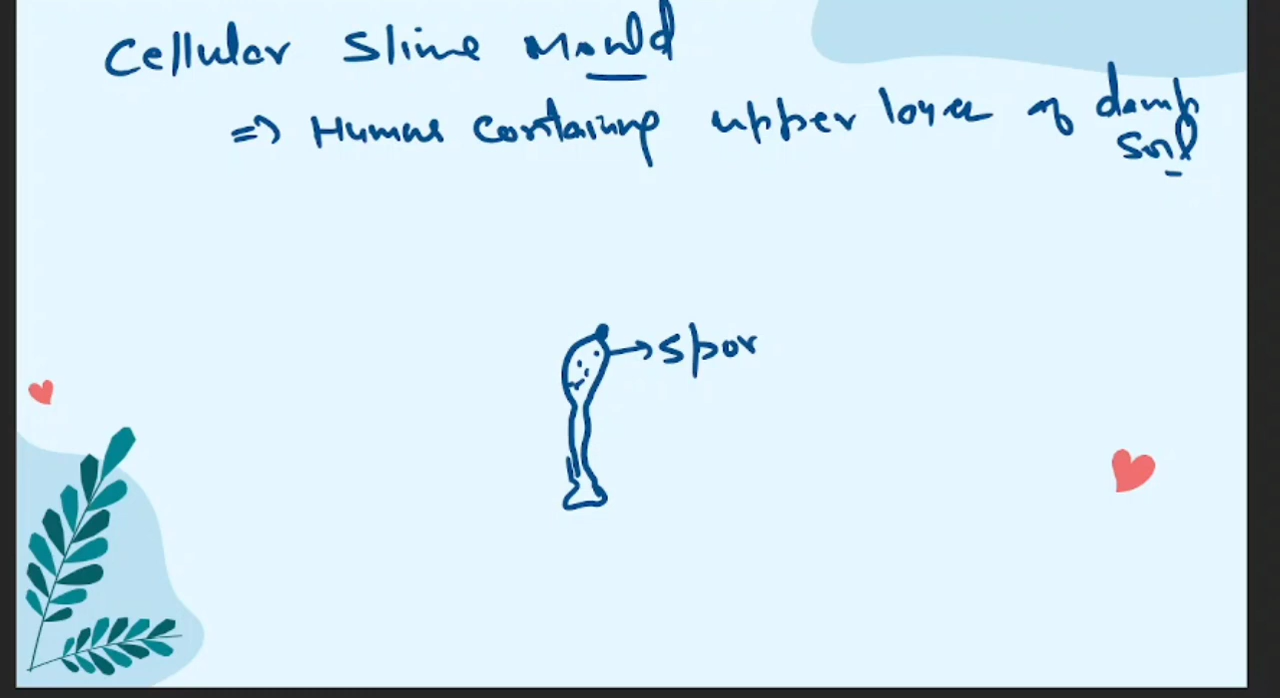 Cellular Slime Mould
=> Humus Containing upper layer of damp
soil
spor